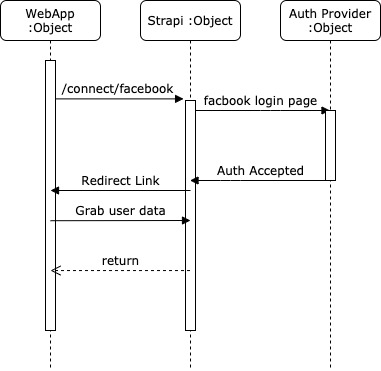 WebApp
:Object
Strapi :Object
Auth Provider
:Object
/connect/facebook
facbook login page
Auth Accepted
Redirect Link
Grab user data
return